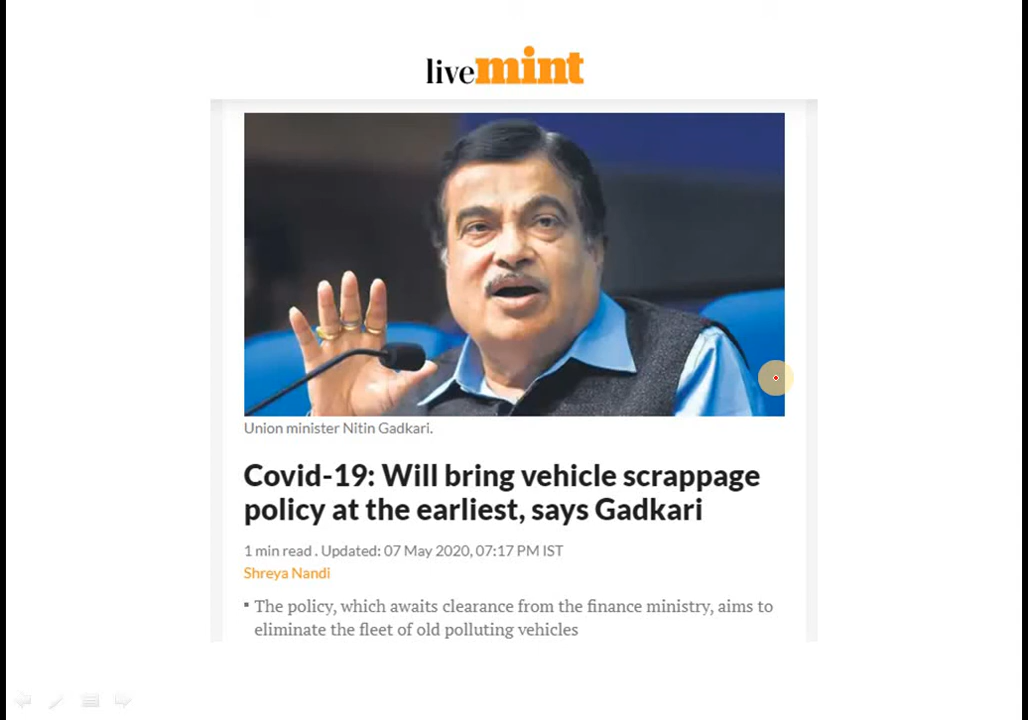 livemint
Union minister Nitin Gadkari.
Covid-19: Will bring vehicle scrappage
policy at the earliest, says Gadkari
1 min read . Updated: 07 May 2020, 07:17 PM IST
Shreya Nandi
▪ The policy, which awaits clearance from the finance ministry, aims to
eliminate the fleet of old polluting vehicles